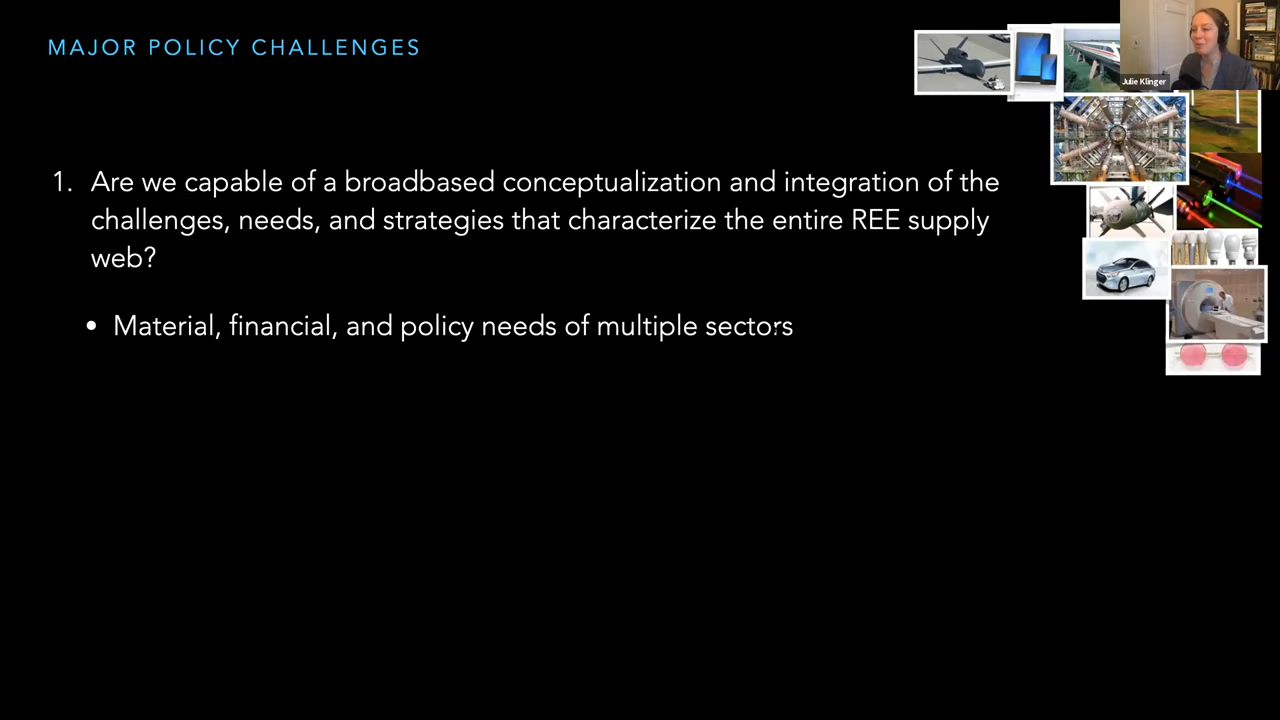 MAJOR POLICY CHALLENGES
Julie Klinger
1. Are we capable of a broadbased conceptualization and integration of the
challenges, needs, and strategies that characterize the entire REE supply
web?
• Material, financial, and policy needs of multiple sectors